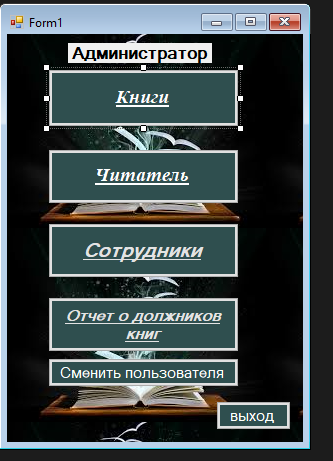 Form1
Администратор
Книги
Читатель
Сотрудники
Отчет о должников
книг
Сменить пользователя
выход